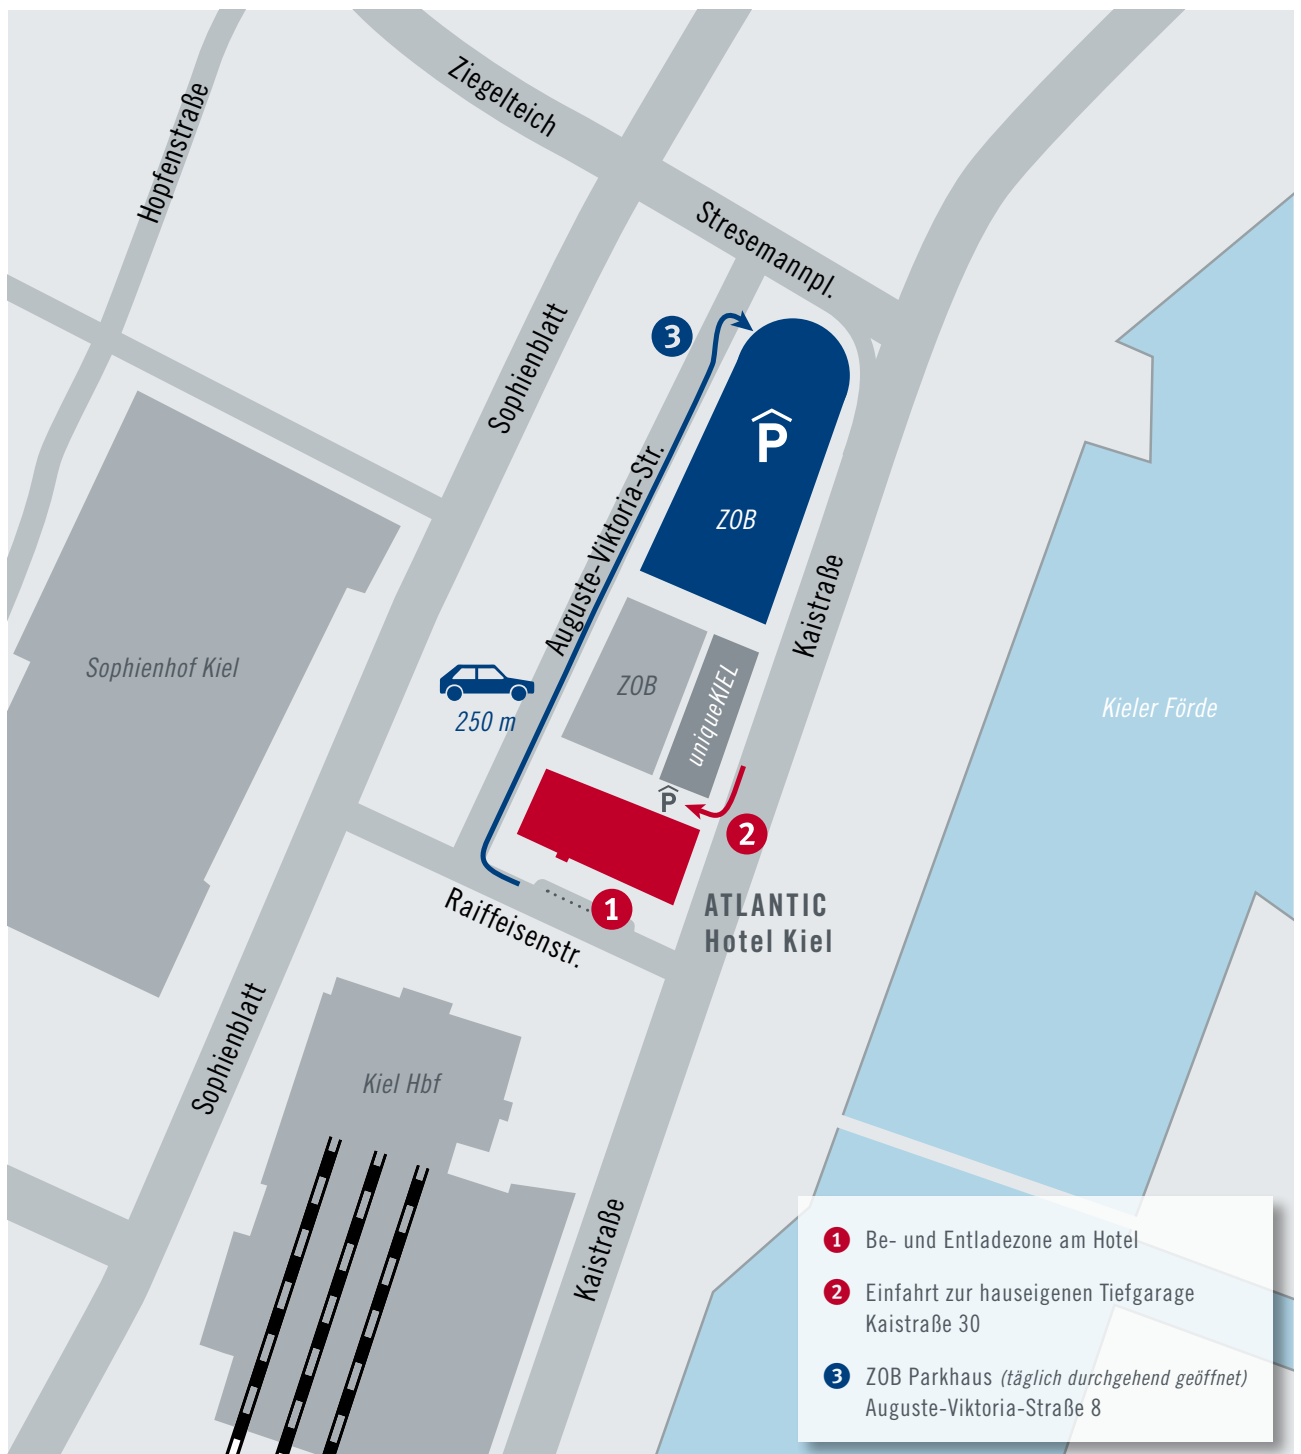 Ziegelteich
Hopfenstraße
Stresemannpl.
Sophienblatt
3
P
ZOB
Auguste-Viktoria-Str.
Kaistraße
Sophienhof Kiel
ZOB
uniqueKIEL
250 m
Kieler Förde
P
2
1
ATLANTIC
Hotel Kiel
Raiffeisenstr.
Sophienblatt
Kiel Hbf
Kaistraße
1 Be- und Entladezone am Hotel
2 Einfahrt zur hauseigenen Tiefgarage
Kaistraße 30
3 ZOB Parkhaus (täglich durchgehend geöffnet)
Auguste-Viktoria-Straße 8